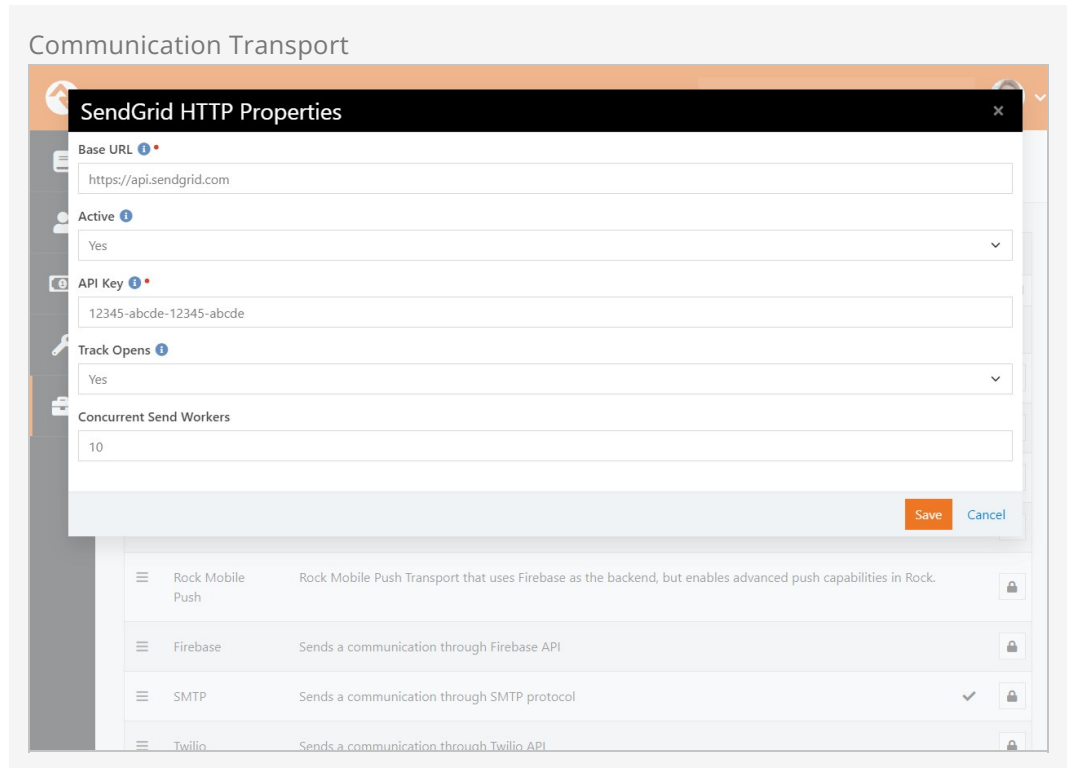 Communication Transport
SendGrid HTTP Properties ×
Base URL
https://api.sendgrid.com
Active
Yes
API Key
12345-abcde-12345-abcde
Track Opens
Yes
Concurrent Send Workers
10
Save Cancel
Rock Mobile Rock Mobile Push Transport that uses Firebase as the backend, but enables advanced push capabilities in Rock.
Push
Firebase Sends a communication through Firebase API
SMTP Sends a communication through SMTP protocol
Twilio Sends a communication through Twilio API